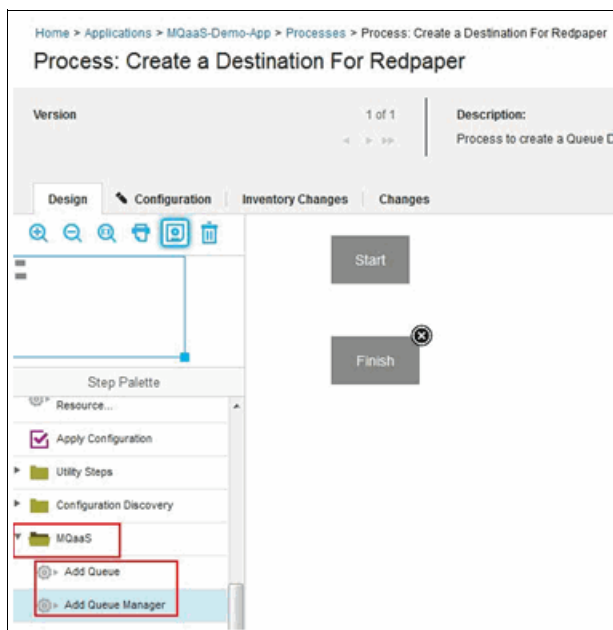 Home > Applications > MQaaS-Demo-App > Processes > Process: Create a Destination For Redpaper
Process: Create a Destination For Redpaper
Version
1 of 1
Description:
Process to create a Queue D
Design
Configuration
Inventory Changes
Changes
Start
Finish
Step Palette
Resource...
Apply Configuration
Utility Steps
Configuration Discovery
MQaaS
Add Queue
Add Queue Manager